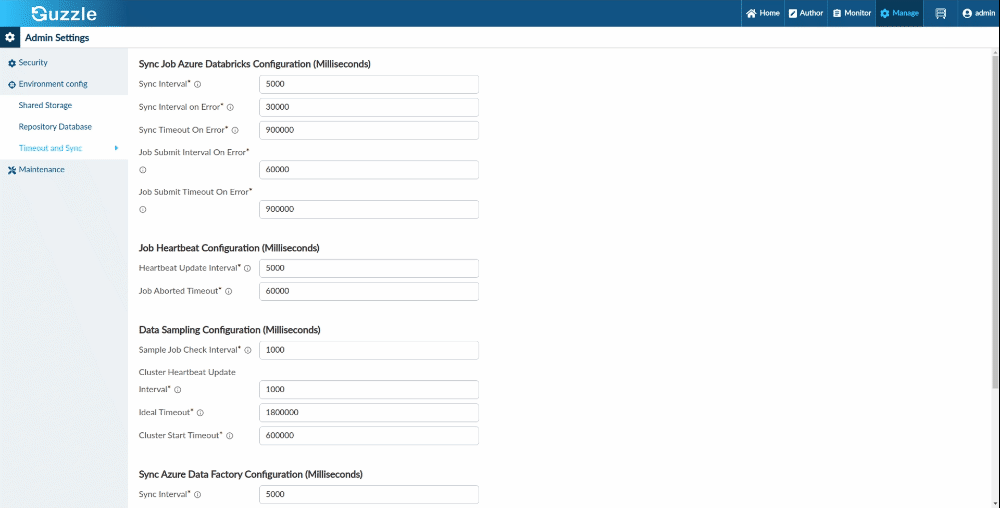 Guzzle
Home Author Monitor Manage admin
Admin Settings
Security
Environment config
Shared Storage
Repository Database
Timeout and Sync
Maintenance
Sync Job Azure Databricks Configuration (Milliseconds)
Sync Interval* 5000
Sync Interval on Error* 30000
Sync Timeout On Error* 900000
Job Submit Interval On Error*
60000
Job Submit Timeout On Error*
900000
Job Heartbeat Configuration (Milliseconds)
Heartbeat Update Interval* 5000
Job Aborted Timeout* 60000
Data Sampling Configuration (Milliseconds)
Sample Job Check Interval* 1000
Cluster Heartbeat Update
Interval* 1000
Ideal Timeout* 1800000
Cluster Start Timeout* 600000
Sync Azure Data Factory Configuration (Milliseconds)
Sync Interval* 5000